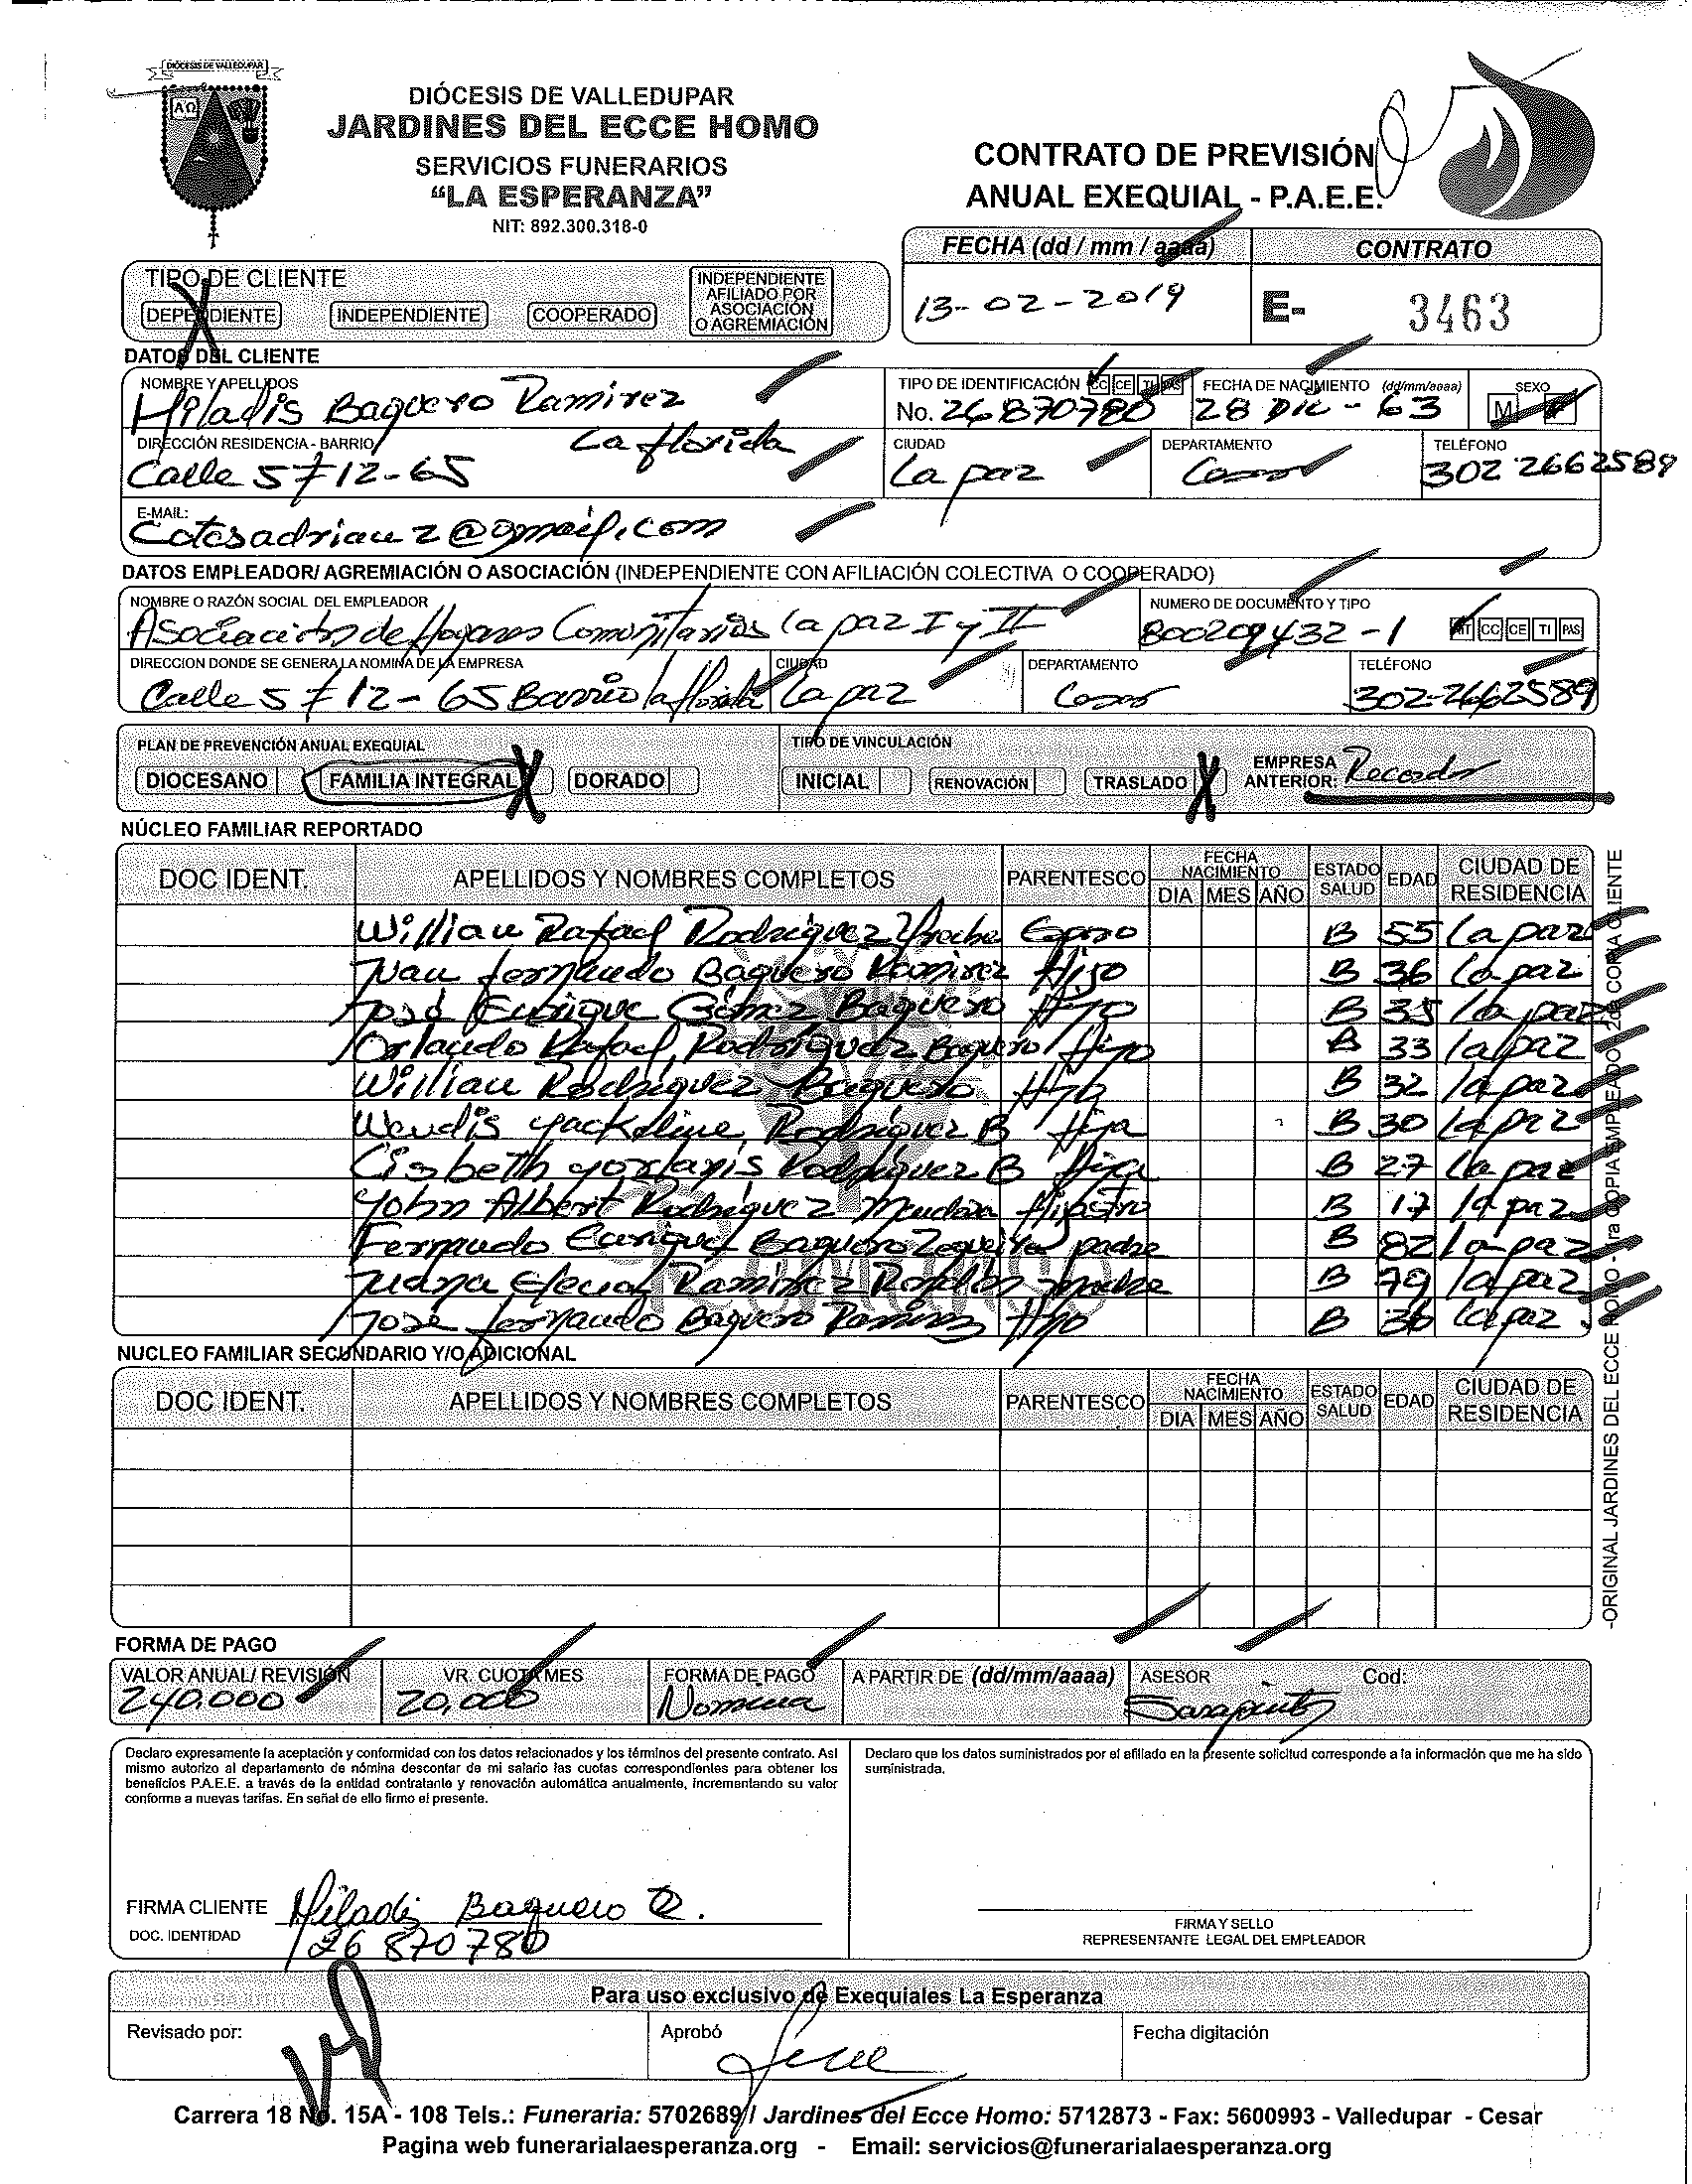 DIÓCESIS DE VALLEDUPAR
ΑΩ
DIÓCESIS DE VALLEDUPAR
JARDINES DEL ECCE HOMO
SERVICIOS FUNERARIOS
“LA ESPERANZA”
NIT: 892.300.318-0
CONTRATO DE PREVISIÓN
ANUAL EXEQUIAL - P.A.E.E.
FECHA (dd / mm / aaaa) CONTRATO
13-02-2019 E- 3463
TIPO DE CLIENTE
DEPENDIENTE INDEPENDIENTE COOPERADO INDEPENDIENTE AFILIADO POR ASOCIACIÓN O AGREMIACIÓN
DATOS DEL CLIENTE
NOMBRE Y APELLIDOS TIPO DE IDENTIFICACIÓN CC CE TI PAS FECHA DE NACIMIENTO (dd/mm/aaaa) SEXO
Hiladis Baquero Ramirez No. 26870780 28 DIC - 63 M F
DIRECCIÓN RESIDENCIA - BARRIO CIUDAD DEPARTAMENTO TELÉFONO
Calle 5 # 12-65 La florida La paz Cesar 302 2662589
E-MAIL:
Cotesadrian2@gmail.com
DATOS EMPLEADOR/ AGREMIACIÓN O ASOCIACIÓN (INDEPENDIENTE CON AFILIACIÓN COLECTIVA O COOPERADO)
NOMBRE O RAZÓN SOCIAL DEL EMPLEADOR NUMERO DE DOCUMENTO Y TIPO
Asociación de Hogares Comunitarios La paz I y II 800209432-1 NIT CC CE TI PAS
DIRECCION DONDE SE GENERA LA NOMINA DE LA EMPRESA CIUDAD DEPARTAMENTO TELÉFONO
Calle 5 # 12-65 Barrio la florida La paz Cesar 302-2662589
PLAN DE PREVENCIÓN ANUAL EXEQUIAL TIPO DE VINCULACIÓN
DIOCESANO FAMILIA INTEGRAL X DORADO INICIAL RENOVACIÓN TRASLADO X EMPRESA ANTERIOR: Recordar
NÚCLEO FAMILIAR REPORTADO
DOC IDENT. APELLIDOS Y NOMBRES COMPLETOS PARENTESCO FECHA NACIMIENTO DIA MES AÑO ESTADO SALUD EDAD CIUDAD DE RESIDENCIA
Willian Rafael Rodriguez Esposo B 55 La paz
Juan fernando Baquero Ramirez Hijo B 36 La paz
José Enrique Gómez Baquero Hijo B 35 la paz
Orlando Rafael Rodríguez Baquero Hijo B 33 la paz
Willian Rodríguez Baquero Hijo B 32 la paz
Wendis yackeline Rodríguez B Hija B 30 la paz
Lisbeth yorlanis Rodríguez B Hija B 27 la paz
yohn Albert Rodríguez Mendoza Hijastro B 17 la paz
Fernando Enrique Baquero Zequeira padre B 82 la paz
Juana Elena Ramirez Rondón madre B 79 la paz
Jose fernando Baquero Ramirez Hijo B 36 la paz
NUCLEO FAMILIAR SECUNDARIO Y/O ADICIONAL
DOC IDENT. APELLIDOS Y NOMBRES COMPLETOS PARENTESCO FECHA NACIMIENTO DIA MES AÑO ESTADO SALUD EDAD CIUDAD DE RESIDENCIA
-ORIGINAL JARDINES DEL ECCE HOMO - 1ra COPIA EMPLEADO 2da COPIA CLIENTE
FORMA DE PAGO
VALOR ANUAL/ REVISIÓN VR. CUOTA MES FORMA DE PAGO A PARTIR DE (dd/mm/aaaa) ASESOR Cod:
240.000 20,000 Nomina
Declaro expresamente la aceptación y conformidad con los datos relacionados y los términos del presente contrato. Así
mismo autorizo al departamento de nómina descontar de mi salario las cuotas correspondientes para obtener los
beneficios P.A.E.E. a través de la entidad contratante y renovación automática anualmente, incrementando su valor
conforme a nuevas tarifas. En señal de ello firmo el presente.
Declaro que los datos suministrados por el afiliado en la presente solicitud corresponde a la información que me ha sido
suministrada.
FIRMA CLIENTE Hiladis Baquero R.
DOC. IDENTIDAD 26 870780
FIRMA Y SELLO
REPRESENTANTE LEGAL DEL EMPLEADOR
Para uso exclusivo de Exequiales La Esperanza
Revisado por: Aprobó Fecha digitación
Carrera 18 No. 15A - 108 Tels.: Funeraria: 5702689 / Jardines del Ecce Homo: 5712873 - Fax: 5600993 - Valledupar - Cesar
Pagina web funerarialaesperanza.org - Email: servicios@funerarialaesperanza.org